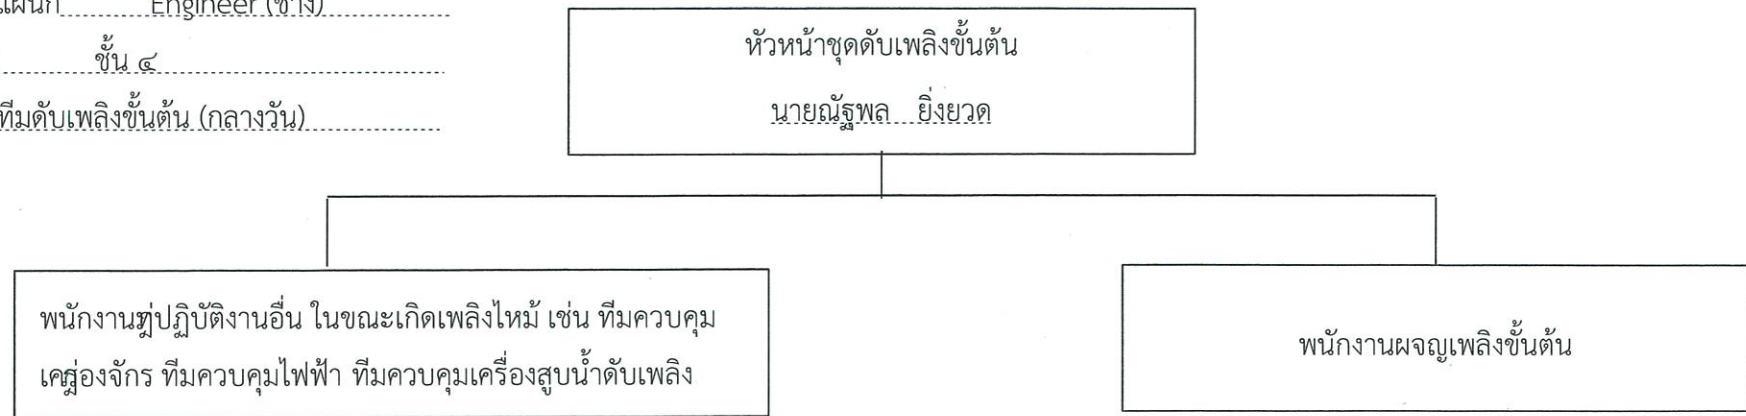 แผนก Engineer (ช่าง)
ชั้น ๔
ทีมดับเพลิงขั้นต้น (กลางวัน)
หัวหน้าชุดดับเพลิงขั้นต้น
นายณัฐพล ยิ่งยวด
พนักงานปฏิบัติงานอื่น ในขณะเกิดเพลิงไหม้ เช่น ทีมควบคุม
เครื่องจักร ทีมควบคุมไฟฟ้า ทีมควบคุมเครื่องสูบน้ำดับเพลิง
พนักงานผจญเพลิงขั้นต้น